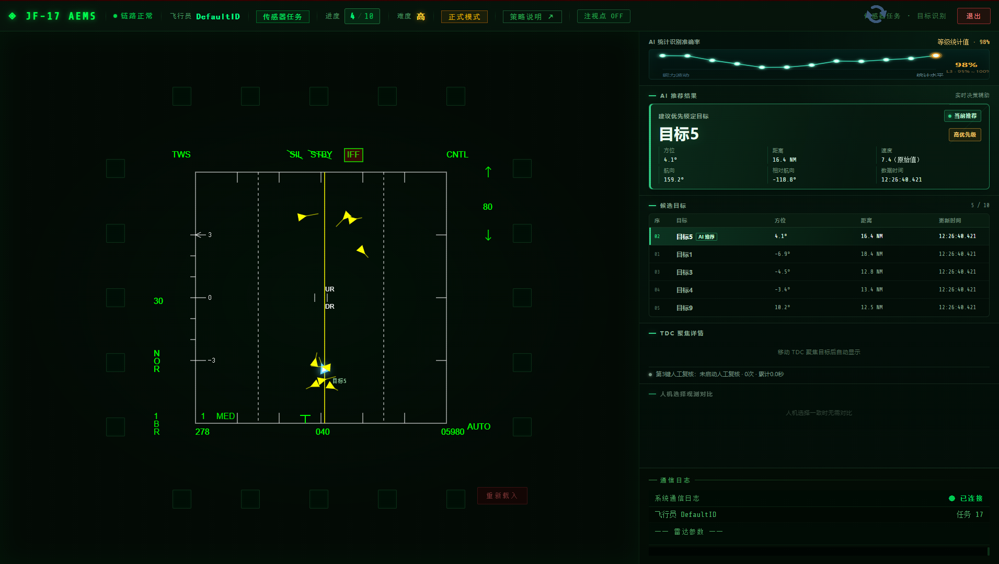 JF-17 AEMS
链路正常
飞行员 DefaultID
传感器任务
进度 4 / 10
难度 高
正式模式
策略说明 ↗
注视点 OFF
传感器任务 · 目标识别
退出
TWS
SIL
STBY
IFF
CNTL
80
3
0
-3
30
UR
DR
NOR
目标5
1BR
1 MED
278
040
05980
AUTO
重新载入
AI 统计识别准确率
等级统计值 · 98%
98%
L3 · 95% ~ 100%
能力波动
统计水平
AI 推荐结果
实时决策辅助
建议优先锁定目标
当前推荐
目标5
高优先级
方位 距离 速度
4.1° 16.4 NM 7.4 (原始值)
航向 相对航向 数据时间
159.2° -118.8° 12:26:40.421
候选目标
5 / 10
序 目标 方位 距离 更新时间
02 目标5 AI 推荐 4.1° 16.4 NM 12:26:40.421
01 目标1 -6.9° 18.4 NM 12:26:40.421
03 目标3 -4.5° 12.8 NM 12:26:40.421
04 目标4 -3.4° 13.4 NM 12:26:40.421
05 目标9 10.2° 12.5 NM 12:26:40.421
TDC 聚焦详情
移动 TDC 聚焦目标后自动显示
第3键人工复核: 未启动人工复核 · 0次 · 累计0.0秒
人机选择观测对比
人机选择一致时无需对比
通信日志
系统通信日志
已连接
飞行员 DefaultID
任务 17
—— 雷达参数 ——